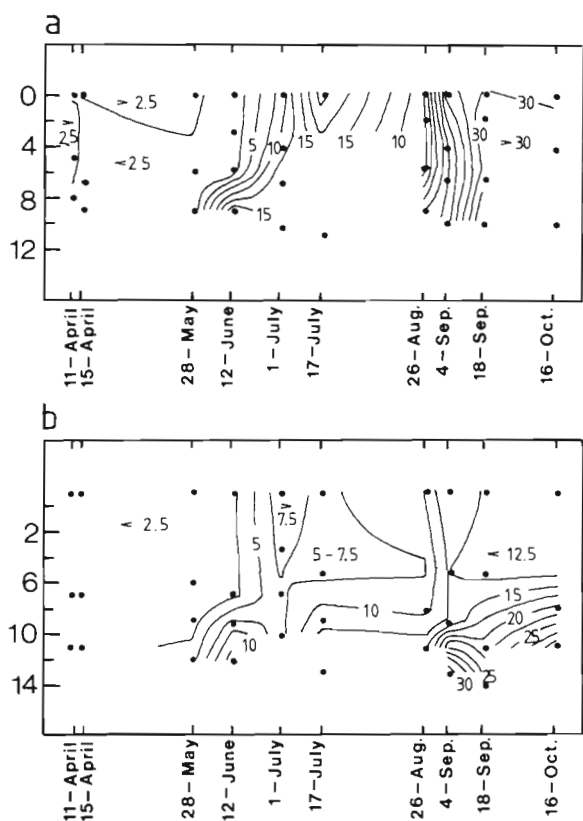 a
0
4
8
12
> 2.5
> 2.5
< 2.5
5
10
15
15
15
10
30
30
> 30
11-April
15-April
28-May
12-June
1-July
17-July
26-Aug.
4-Sep.
18-Sep.
16-Oct.
b
2
6
10
14
< 2.5
5
> 7.5
5-7.5
10
10
< 12.5
15
20
25
30
25
11-April
15-April
28-May
12-June
1-July
17-July
26-Aug.
4-Sep.
18-Sep.
16-Oct.